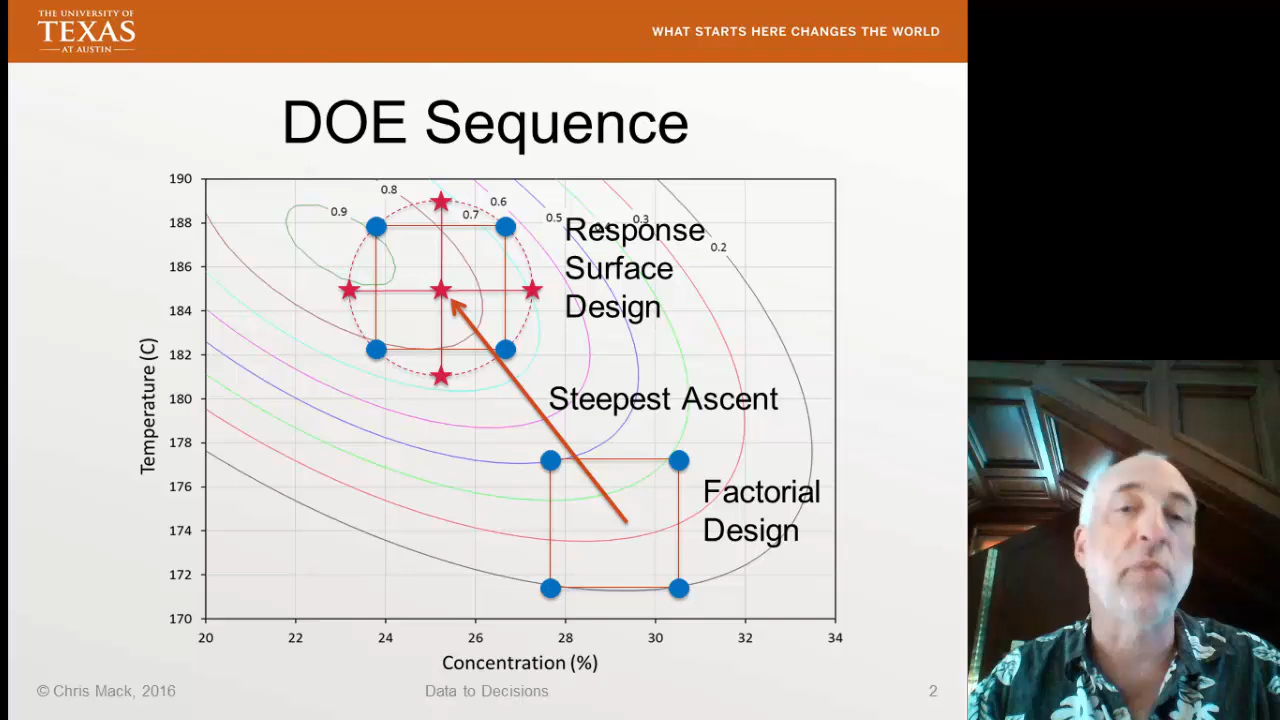 THE UNIVERSITY OF
TEXAS
AT AUSTIN
WHAT STARTS HERE CHANGES THE WORLD
DOE Sequence
190
188
186
184
182
180
178
176
174
172
170
Temperature (C)
0.9
0.8
0.7
0.6
0.5
0.3
0.2
Response
Surface
Design
Steepest Ascent
Factorial
Design
20
22
24
26
28
30
32
34
Concentration (%)
© Chris Mack, 2016
Data to Decisions
2